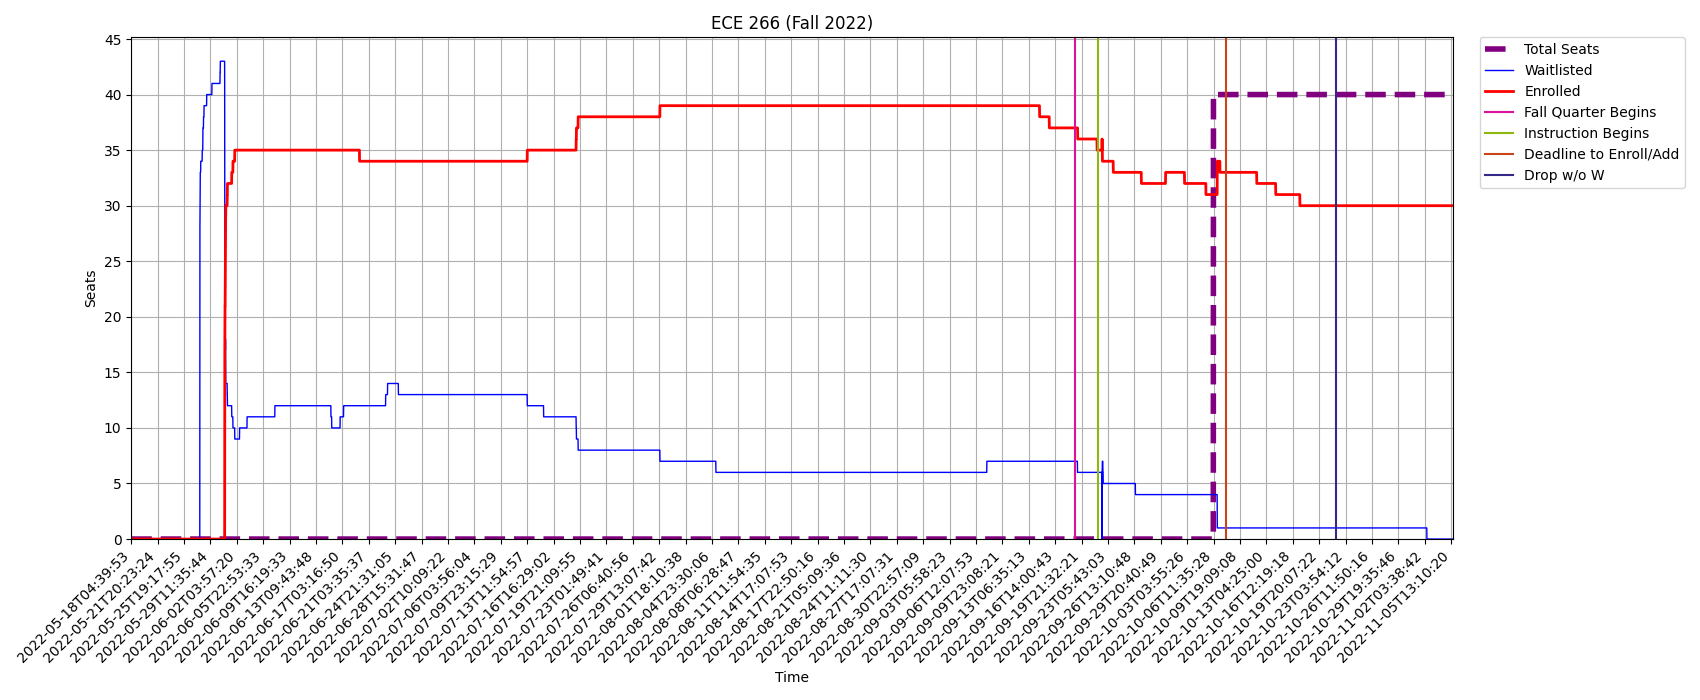 ECE 266 (Fall 2022)
45
40
35
30
25
20
15
10
5
0
Seats
2022-05-18T04:39:53
2022-05-21T20:23:24
2022-05-25T19:17:55
2022-05-29T11:35:44
2022-06-02T03:57:20
2022-06-05T22:53:33
2022-06-09T16:19:33
2022-06-13T09:43:48
2022-06-17T03:16:50
2022-06-21T03:35:37
2022-06-24T21:31:05
2022-06-28T15:31:47
2022-07-02T10:09:22
2022-07-06T03:56:04
2022-07-09T23:15:29
2022-07-13T11:54:57
2022-07-16T16:29:02
2022-07-19T21:09:55
2022-07-23T01:49:41
2022-07-26T06:40:56
2022-07-29T13:07:42
2022-08-01T18:10:38
2022-08-04T23:30:06
2022-08-08T06:28:47
2022-08-11T11:54:35
2022-08-14T17:07:53
2022-08-17T22:50:16
2022-08-21T05:09:36
2022-08-24T11:11:30
2022-08-27T17:07:31
2022-08-30T22:57:09
2022-09-03T05:58:23
2022-09-06T12:07:53
2022-09-09T23:08:21
2022-09-13T06:35:13
2022-09-16T14:00:43
2022-09-19T21:32:21
2022-09-23T05:43:03
2022-09-26T13:10:48
2022-09-29T20:40:49
2022-10-03T03:55:26
2022-10-06T11:35:28
2022-10-09T19:09:08
2022-10-13T04:25:00
2022-10-16T12:19:18
2022-10-19T20:07:22
2022-10-23T03:54:12
2022-10-26T11:50:16
2022-10-29T19:35:46
2022-11-02T03:38:42
2022-11-05T13:10:20
Time
Total Seats
Waitlisted
Enrolled
Fall Quarter Begins
Instruction Begins
Deadline to Enroll/Add
Drop w/o W